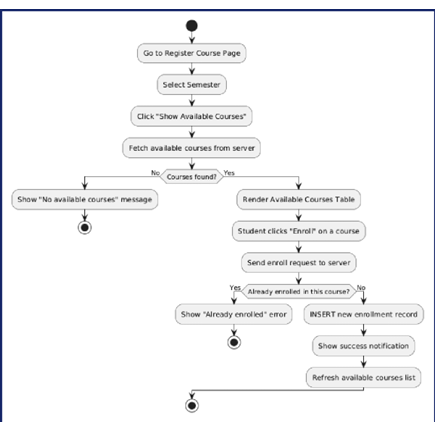 Go to Register Course Page
Select Semester
Click "Show Available Courses"
Fetch available courses from server
No
Courses found?
Yes
Show "No available courses" message
Render Available Courses Table
Student clicks "Enroll" on a course
Send enroll request to server
Yes
Already enrolled in this course?
No
Show "Already enrolled" error
INSERT new enrollment record
Show success notification
Refresh available courses list